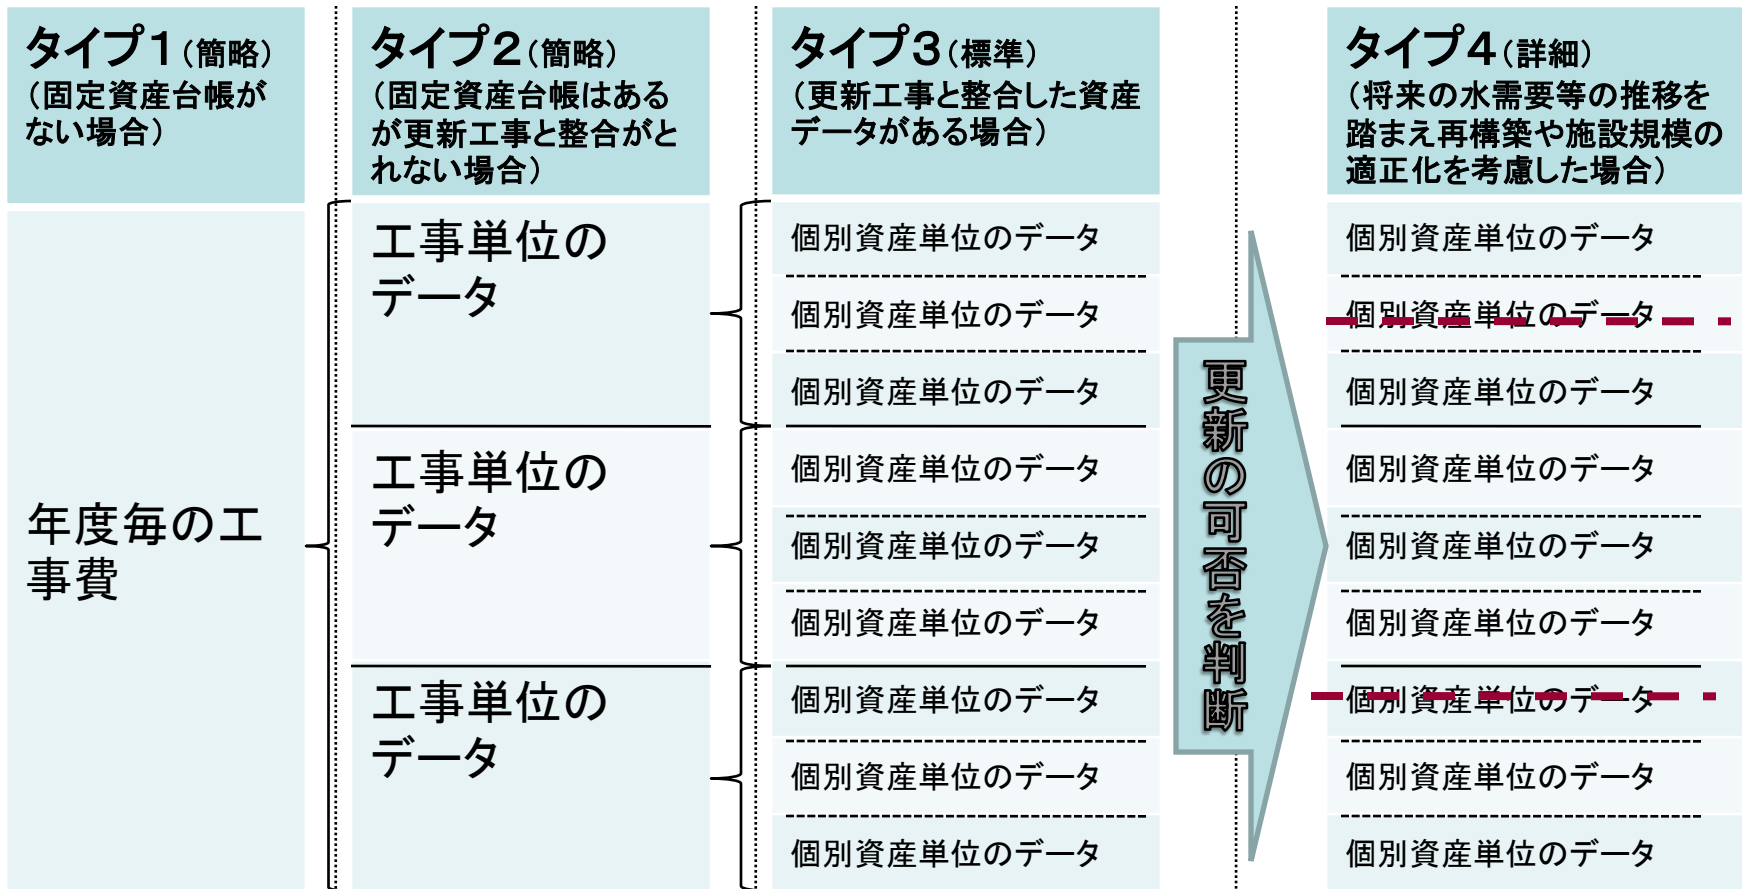 タイプ1(簡略)
(固定資産台帳が
ない場合)
年度毎の工
事費
タイプ2(簡略)
(固定資産台帳はある
が更新工事と整合がと
れない場合)
工事単位の
データ
工事単位の
データ
工事単位の
データ
タイプ3(標準)
(更新工事と整合した資産
データがある場合)
個別資産単位のデータ
個別資産単位のデータ
個別資産単位のデータ
個別資産単位のデータ
個別資産単位のデータ
個別資産単位のデータ
個別資産単位のデータ
個別資産単位のデータ
個別資産単位のデータ
更新の可否を判断
タイプ4(詳細)
(将来の水需要等の推移を
踏まえ再構築や施設規模の
適正化を考慮した場合)
個別資産単位のデータ
個別資産単位のデータ
個別資産単位のデータ
個別資産単位のデータ
個別資産単位のデータ
個別資産単位のデータ
個別資産単位のデータ
個別資産単位のデータ
個別資産単位のデータ